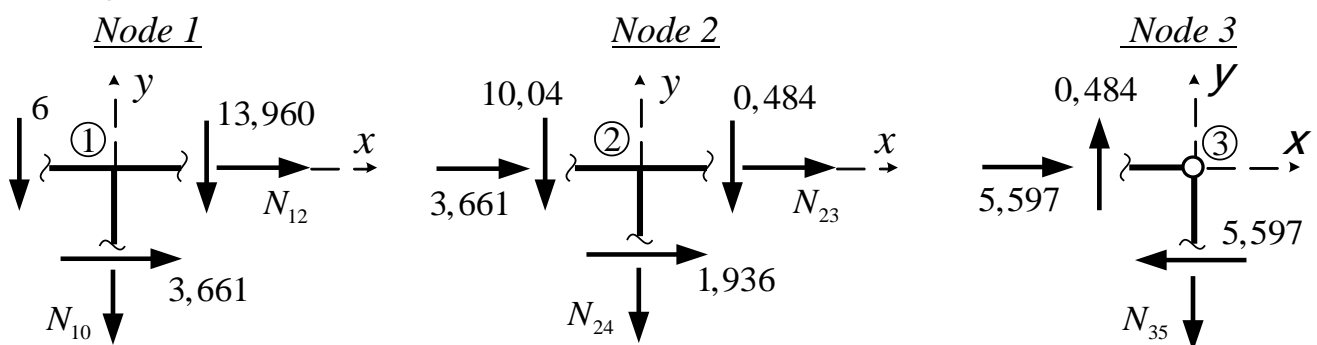 Node 1
y
6
1
13,960
x
N₁₂
3,661
N₁₀
Node 2
y
10,04
2
0,484
x
3,661
N₂₃
1,936
N₂₄
Node 3
y
0,484
3
x
5,597
5,597
N₃₅